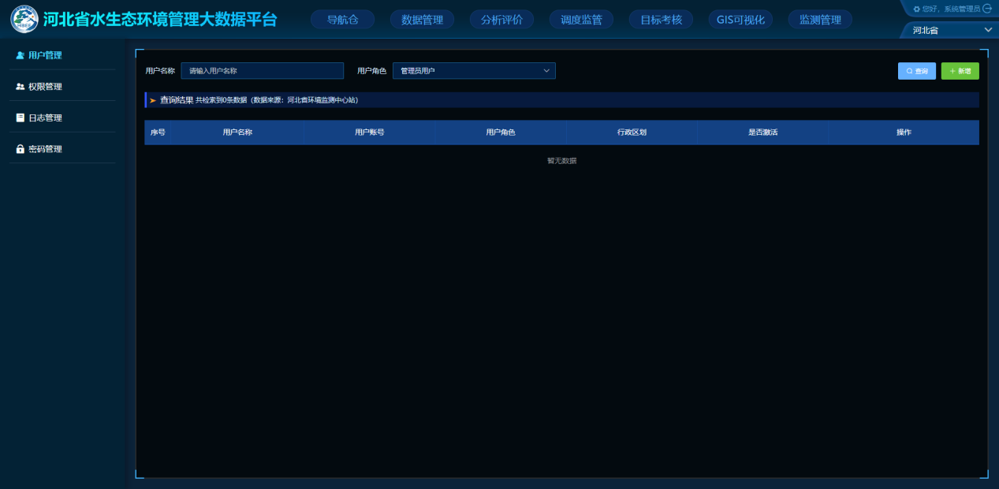 河北省水生态环境管理大数据平台
导航仓
数据管理
分析评价
调度监管
目标考核
GIS可视化
监测管理
您好，系统管理员
河北省
用户管理
权限管理
日志管理
密码管理
用户名称
请输入用户名称
用户角色
管理员用户
查询
+ 新增
查询结果 共检索到0条数据（数据来源：河北省环境监测中心站）
序号
用户名称
用户账号
用户角色
行政区划
是否激活
操作
暂无数据